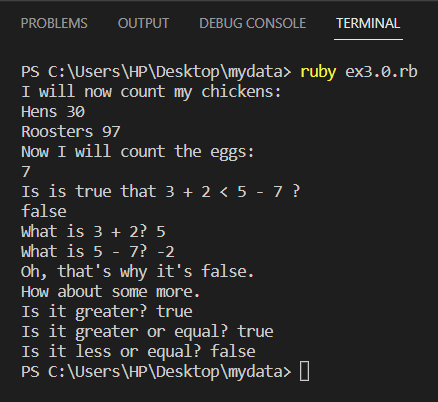 PROBLEMS OUTPUT DEBUG CONSOLE TERMINAL
PS C:\Users\HP\Desktop\mydata> ruby ex3.0.rb
I will now count my chickens:
Hens 30
Roosters 97
Now I will count the eggs:
7
Is is true that 3 + 2 < 5 - 7 ?
false
What is 3 + 2? 5
What is 5 - 7? -2
Oh, that's why it's false.
How about some more.
Is it greater? true
Is it greater or equal? true
Is it less or equal? false
PS C:\Users\HP\Desktop\mydata>